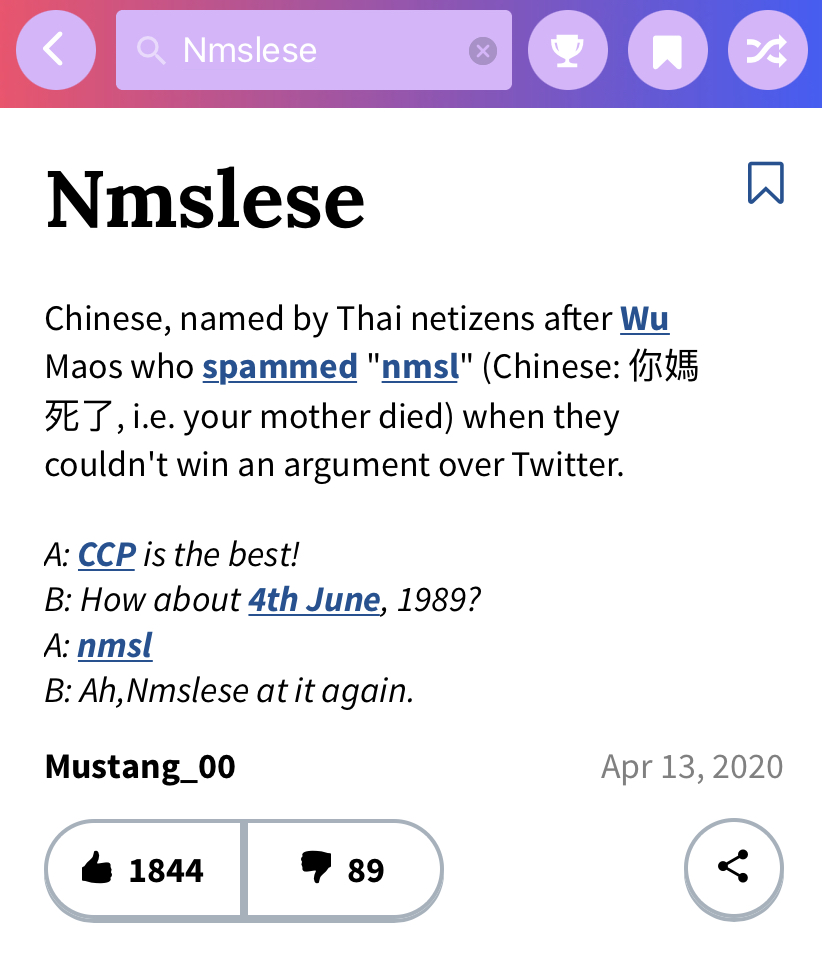 Nmslese
Nmslese
Chinese, named by Thai netizens after Wu
Maos who spammed "nmsl" (Chinese: 你媽
死了, i.e. your mother died) when they
couldn't win an argument over Twitter.
A: CCP is the best!
B: How about 4th June, 1989?
A: nmsl
B: Ah,Nmslese at it again.
Mustang_00 Apr 13, 2020
1844 89